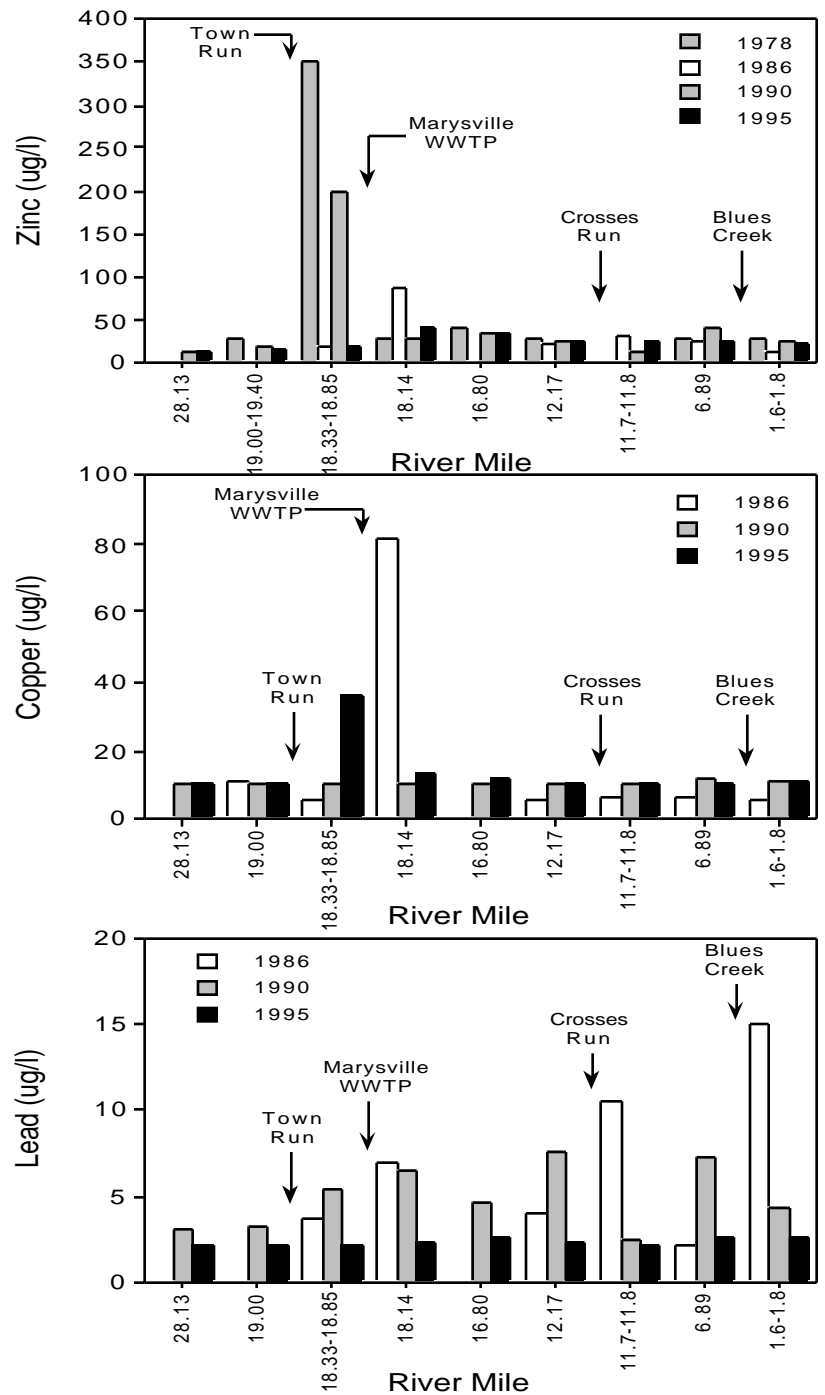 400
350
300
250
200
150
100
50
0
Zinc (ug/l)
Town
Run
Marysville
WWTP
Crosses
Run
Blues
Creek
1978
1986
1990
1995
28.13
19.00-19.40
18.33-18.85
18.14
16.80
12.17
11.7-11.8
6.89
1.6-1.8
River Mile
100
80
60
40
20
0
Copper (ug/l)
Marysville
WWTP
Town
Run
Crosses
Run
Blues
Creek
1986
1990
1995
28.13
19.00
18.33-18.85
18.14
16.80
12.17
11.7-11.8
6.89
1.6-1.8
River Mile
20
15
10
5
0
Lead (ug/l)
1986
1990
1995
Town
Run
Marysville
WWTP
Crosses
Run
Blues
Creek
28.13
19.00
18.33-18.85
18.14
16.80
12.17
11.7-11.8
6.89
1.6-1.8
River Mile